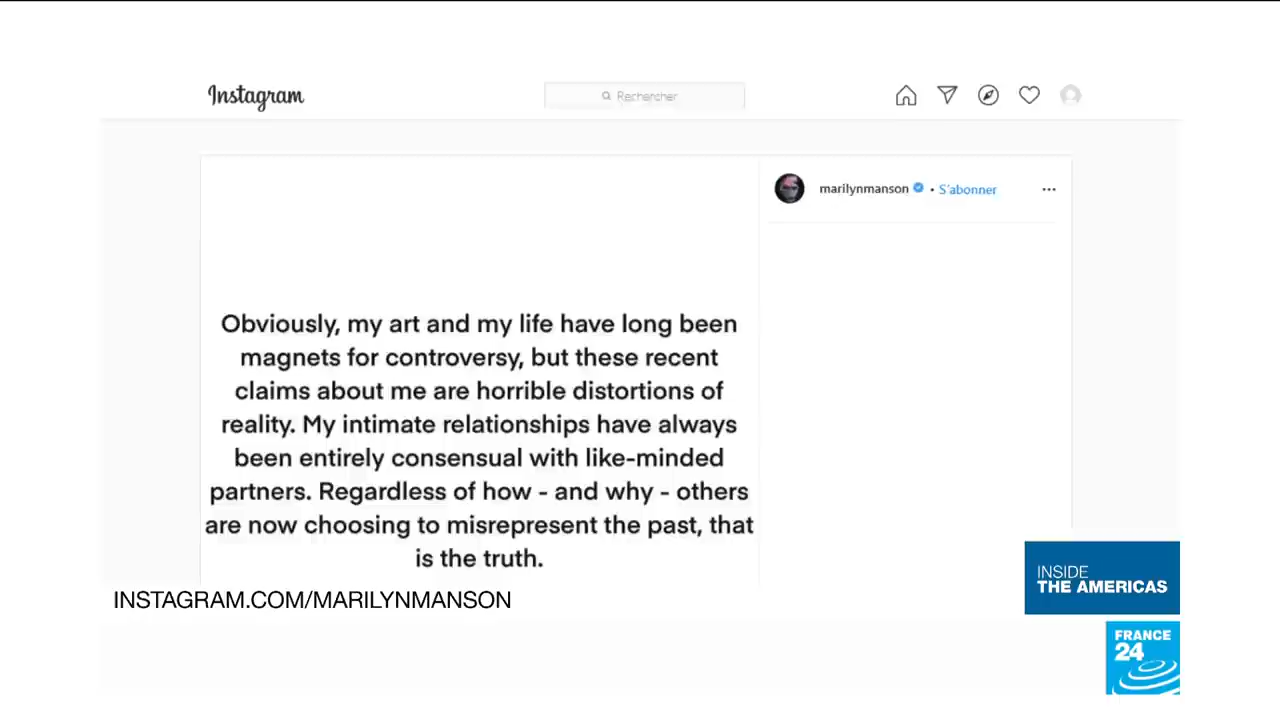 Instagram
Rechercher
marilynmanson • S'abonner
Obviously, my art and my life have long been
magnets for controversy, but these recent
claims about me are horrible distortions of
reality. My intimate relationships have always
been entirely consensual with like-minded
partners. Regardless of how - and why - others
are now choosing to misrepresent the past, that
is the truth.
INSTAGRAM.COM/MARILYNMANSON
INSIDE
THE AMERICAS
FRANCE
24